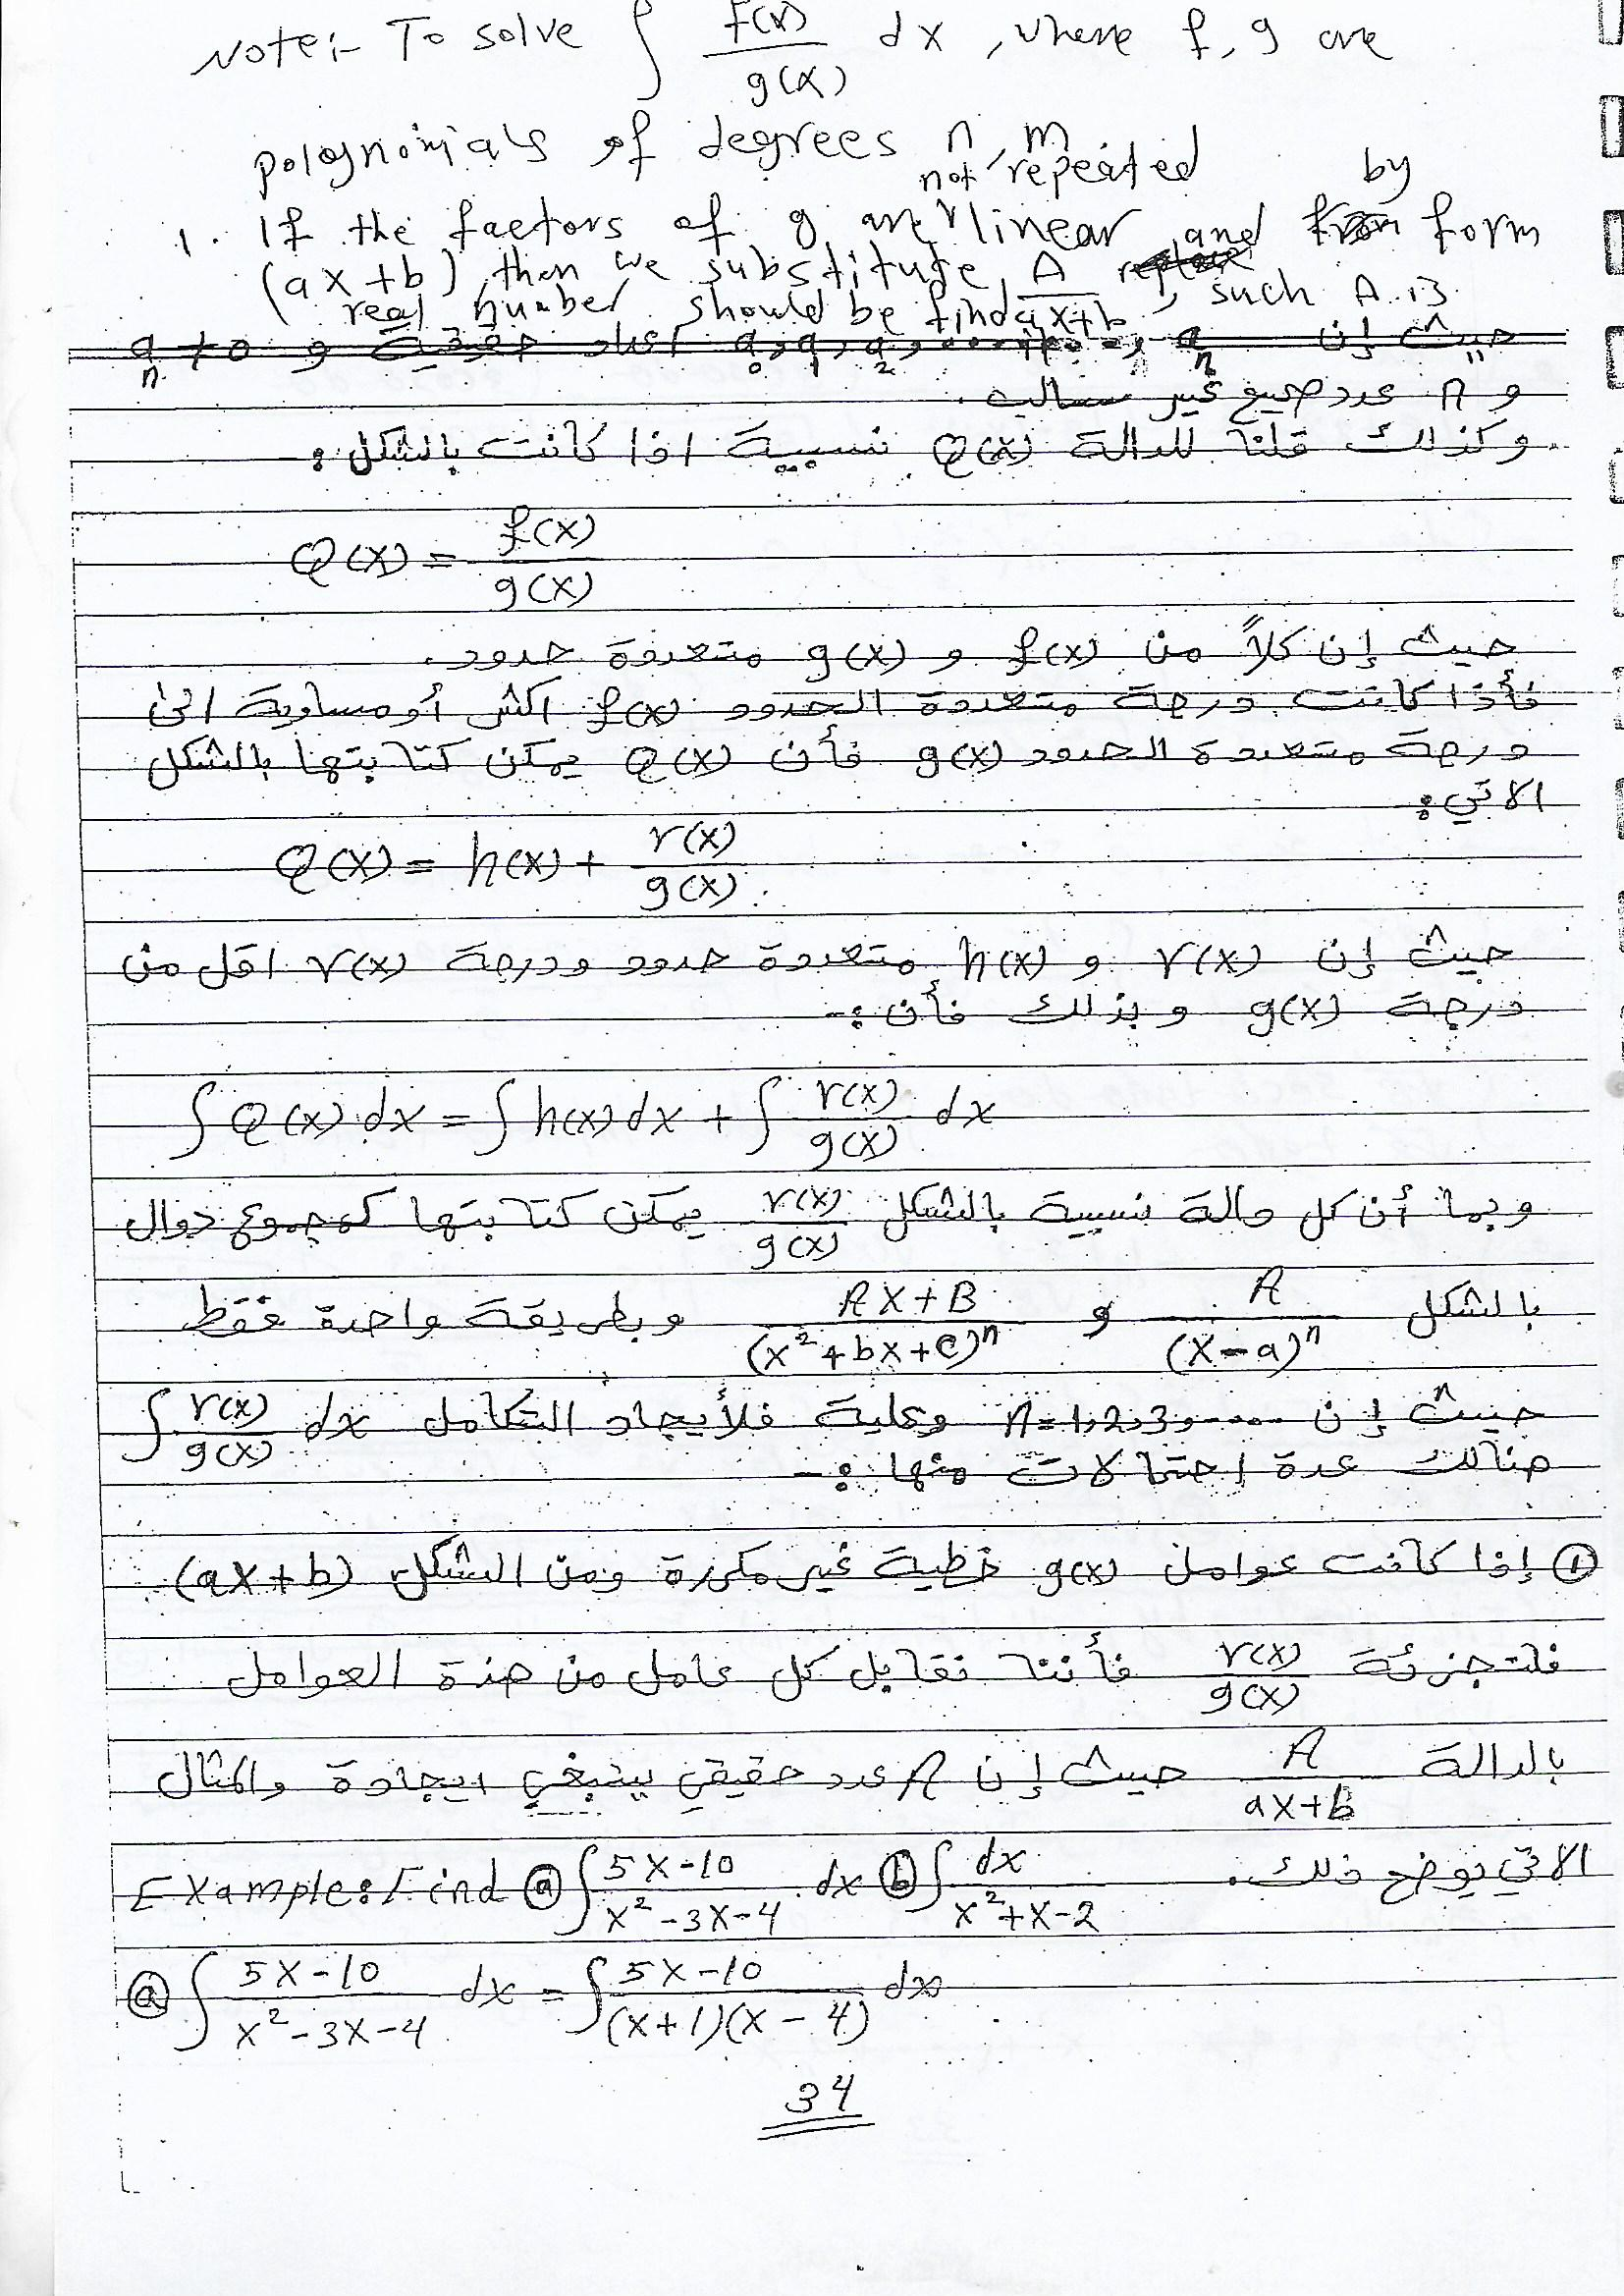 Note:- To solve ∫ f(x)/g(x) dx, where f, g are
polognomials of degrees n, m
not repeated by
1. If the factors of g are linear and form
(ax+b) then we substitute A/(ax+b), such A is
real number should be find
حيث إن aₙ, ..., a₂, a₁, a₀ اعداد حقيقية و aₙ ≠ 0
و n عدد صحيح غير سالب.
وكذلك قلنا للدالة Q(x) نسبية اذا كانت بالشكل:
Q(x) = f(x)/g(x)
حيث إن كلاً من f(x) و g(x) متعددة حدود.
فأذا كانت درجة متعددة الحدود f(x) اكثر أو مساوية الى
درجة متعددة الحدود g(x) فأن Q(x) يمكن كتابتها بالشكل
الاتي:
Q(x) = h(x) + r(x)/g(x)
حيث إن r(x) و h(x) متعددة حدود ودرجة r(x) اقل من
درجة g(x) وبذلك فأن:-
∫Q(x) dx = ∫h(x) dx + ∫ r(x)/g(x) dx
وبما أن كل دالة نسبية بالشكل r(x)/g(x) يمكن كتابتها كمجموع دوال
بالشكل A/(x-a)ⁿ و (Ax+B)/(x²+bx+c)ⁿ وبطريقة واحدة فقط
حيث إن n=1,2,3,..... وعلية فلأيجاد التكامل ∫ r(x)/g(x) dx
هنالك عدة احتمالات منها:-
① إذا كانت عوامل g(x) خطية غير مكررة ومن الشكل (ax+b)
فلتجزئة r(x)/g(x) فأننا نقابل كل عامل من هذة العوامل
بالدالة A/(ax+b) حيث إن A عدد حقيقي ينبغي ايجادة والمثال
الاتي يوضح ذلك.
Example: Find ⓐ ∫ (5x-10)/(x²-3x-4) dx ⓑ ∫ dx/(x²+x-2)
ⓐ ∫ (5x-10)/(x²-3x-4) dx = ∫ (5x-10)/((x+1)(x-4)) dx
34